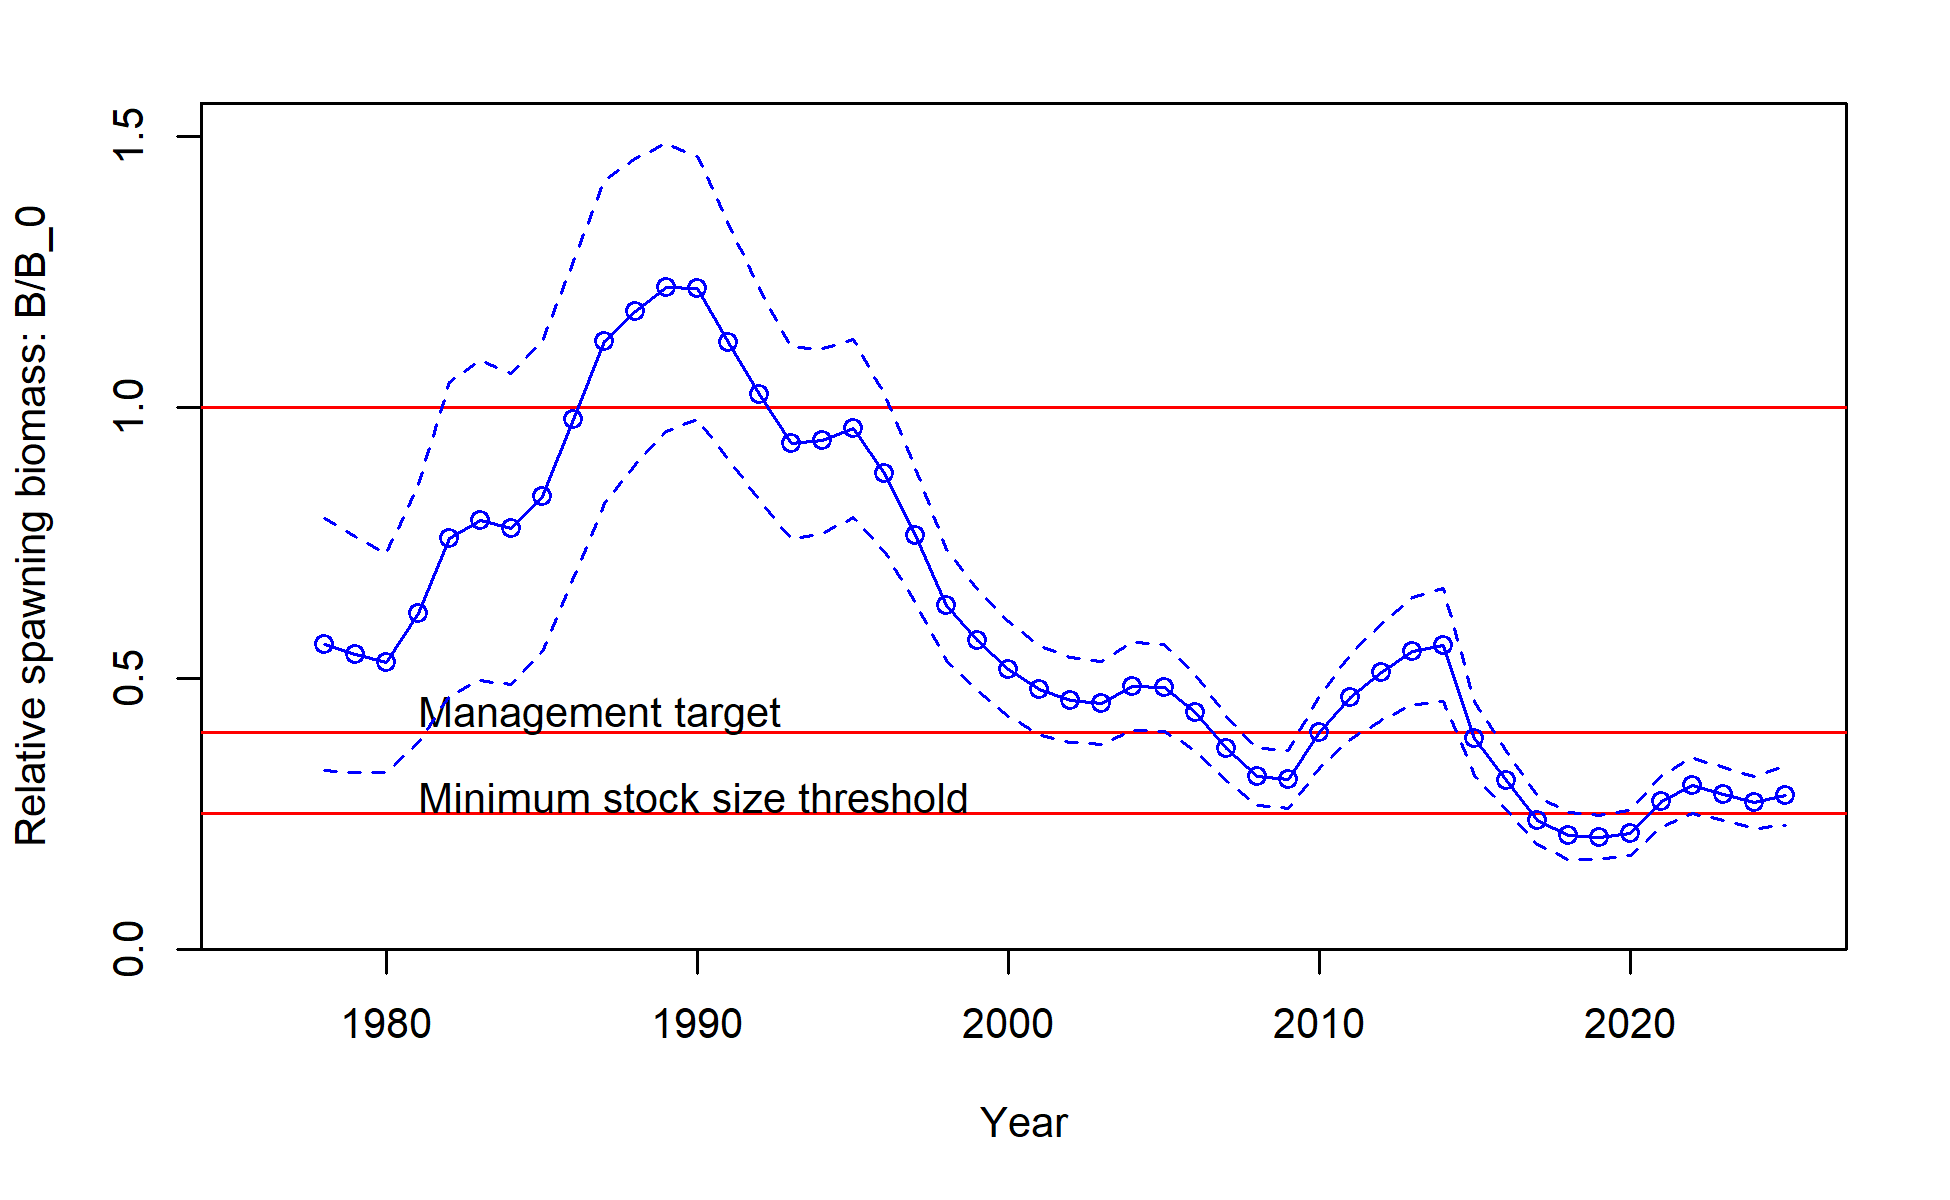 Relative spawning biomass: B/B_0
1.5
1.0
0.5
0.0
Management target
Minimum stock size threshold
1980 1990 2000 2010 2020
Year